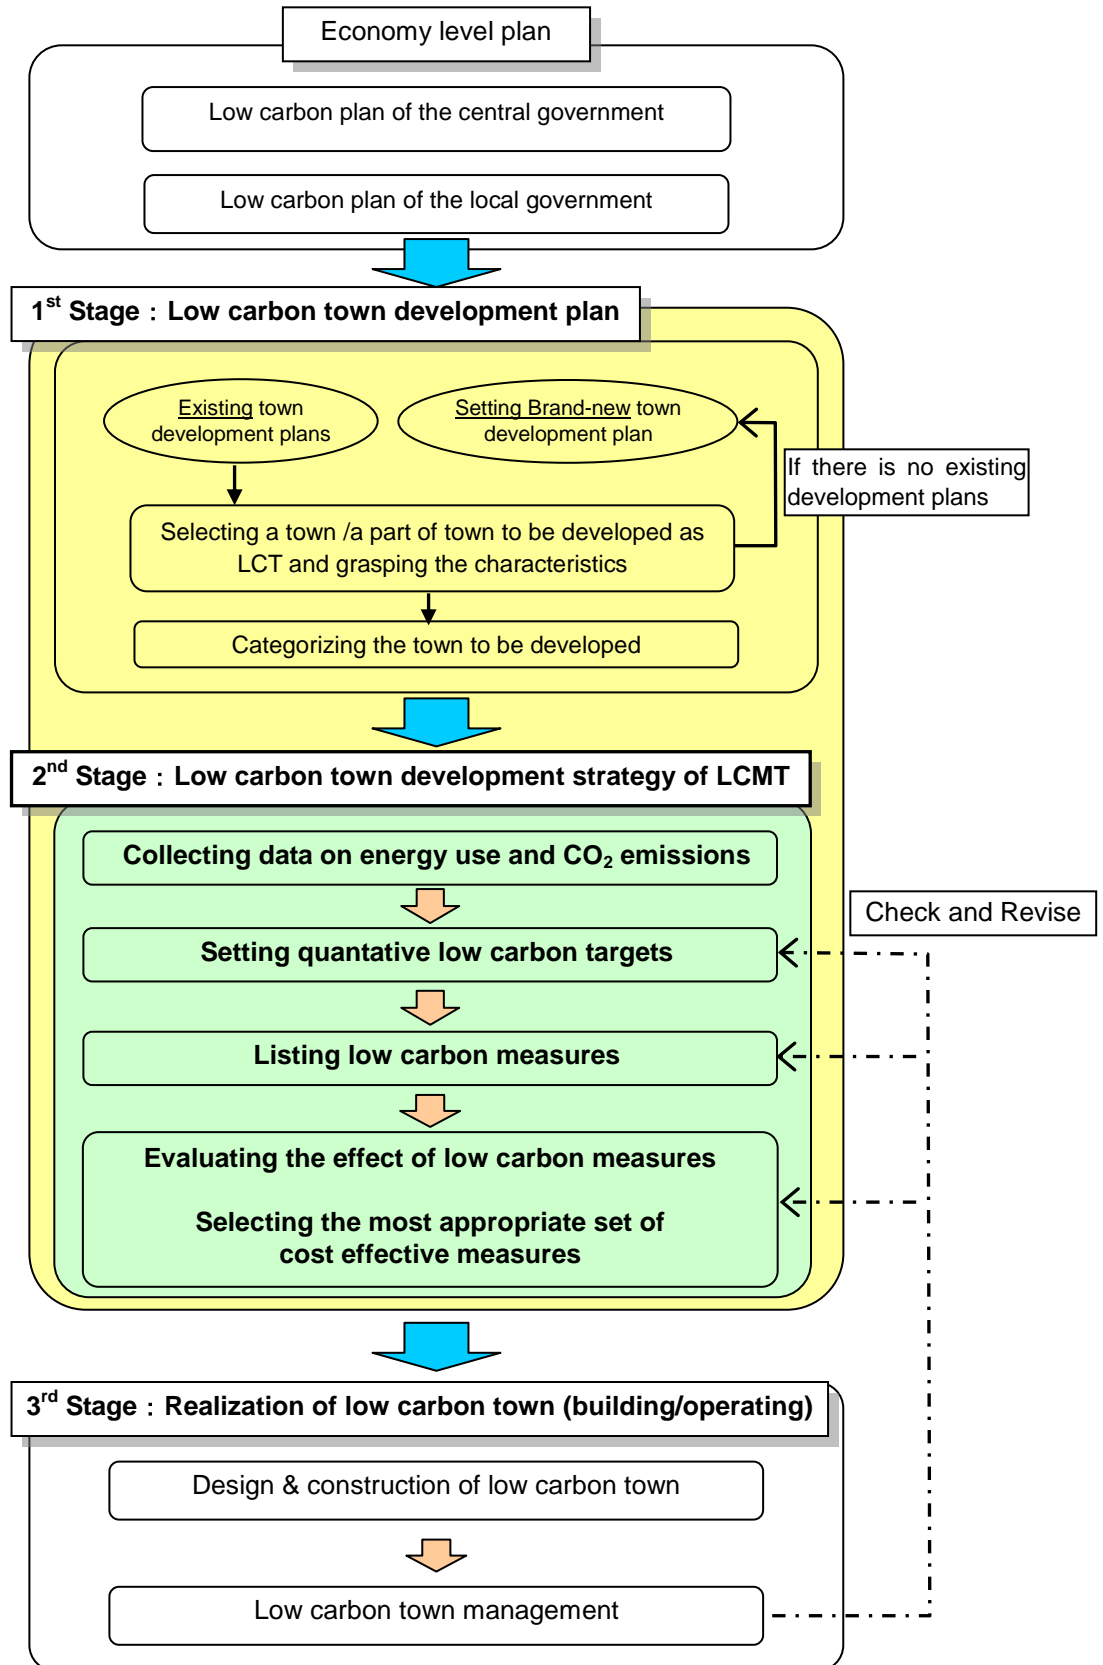 Economy level plan
Low carbon plan of the central government
Low carbon plan of the local government
1st Stage : Low carbon town development plan
Existing town
development plans
Setting Brand-new town
development plan
If there is no existing
development plans
Selecting a town /a part of town to be developed as
LCT and grasping the characteristics
Categorizing the town to be developed
2nd Stage : Low carbon town development strategy of LCMT
Collecting data on energy use and CO₂ emissions
Check and Revise
Setting quantative low carbon targets
Listing low carbon measures
Evaluating the effect of low carbon measures
Selecting the most appropriate set of
cost effective measures
3rd Stage : Realization of low carbon town (building/operating)
Design & construction of low carbon town
Low carbon town management